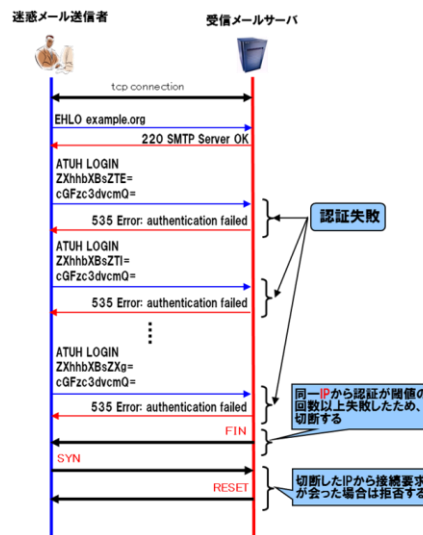 迷惑メール送信者
受信メールサーバ
tcp connection
EHLO example.org
220 SMTP Server OK
ATUH LOGIN
ZXhhbXBsZTE=
cGFzc3dvcmQ=
535 Error: authentication failed
認証失敗
ATUH LOGIN
ZXhhbXBsZTI=
cGFzc3dvcmQ=
535 Error: authentication failed
ATUH LOGIN
ZXhhbXBsZXg=
cGFzc3dvcmQ=
535 Error: authentication failed
同一IPから認証が閾値の
回数以上失敗したため、
切断する
FIN
SYN
RESET
切断したIPから接続要求
が会った場合は拒否する